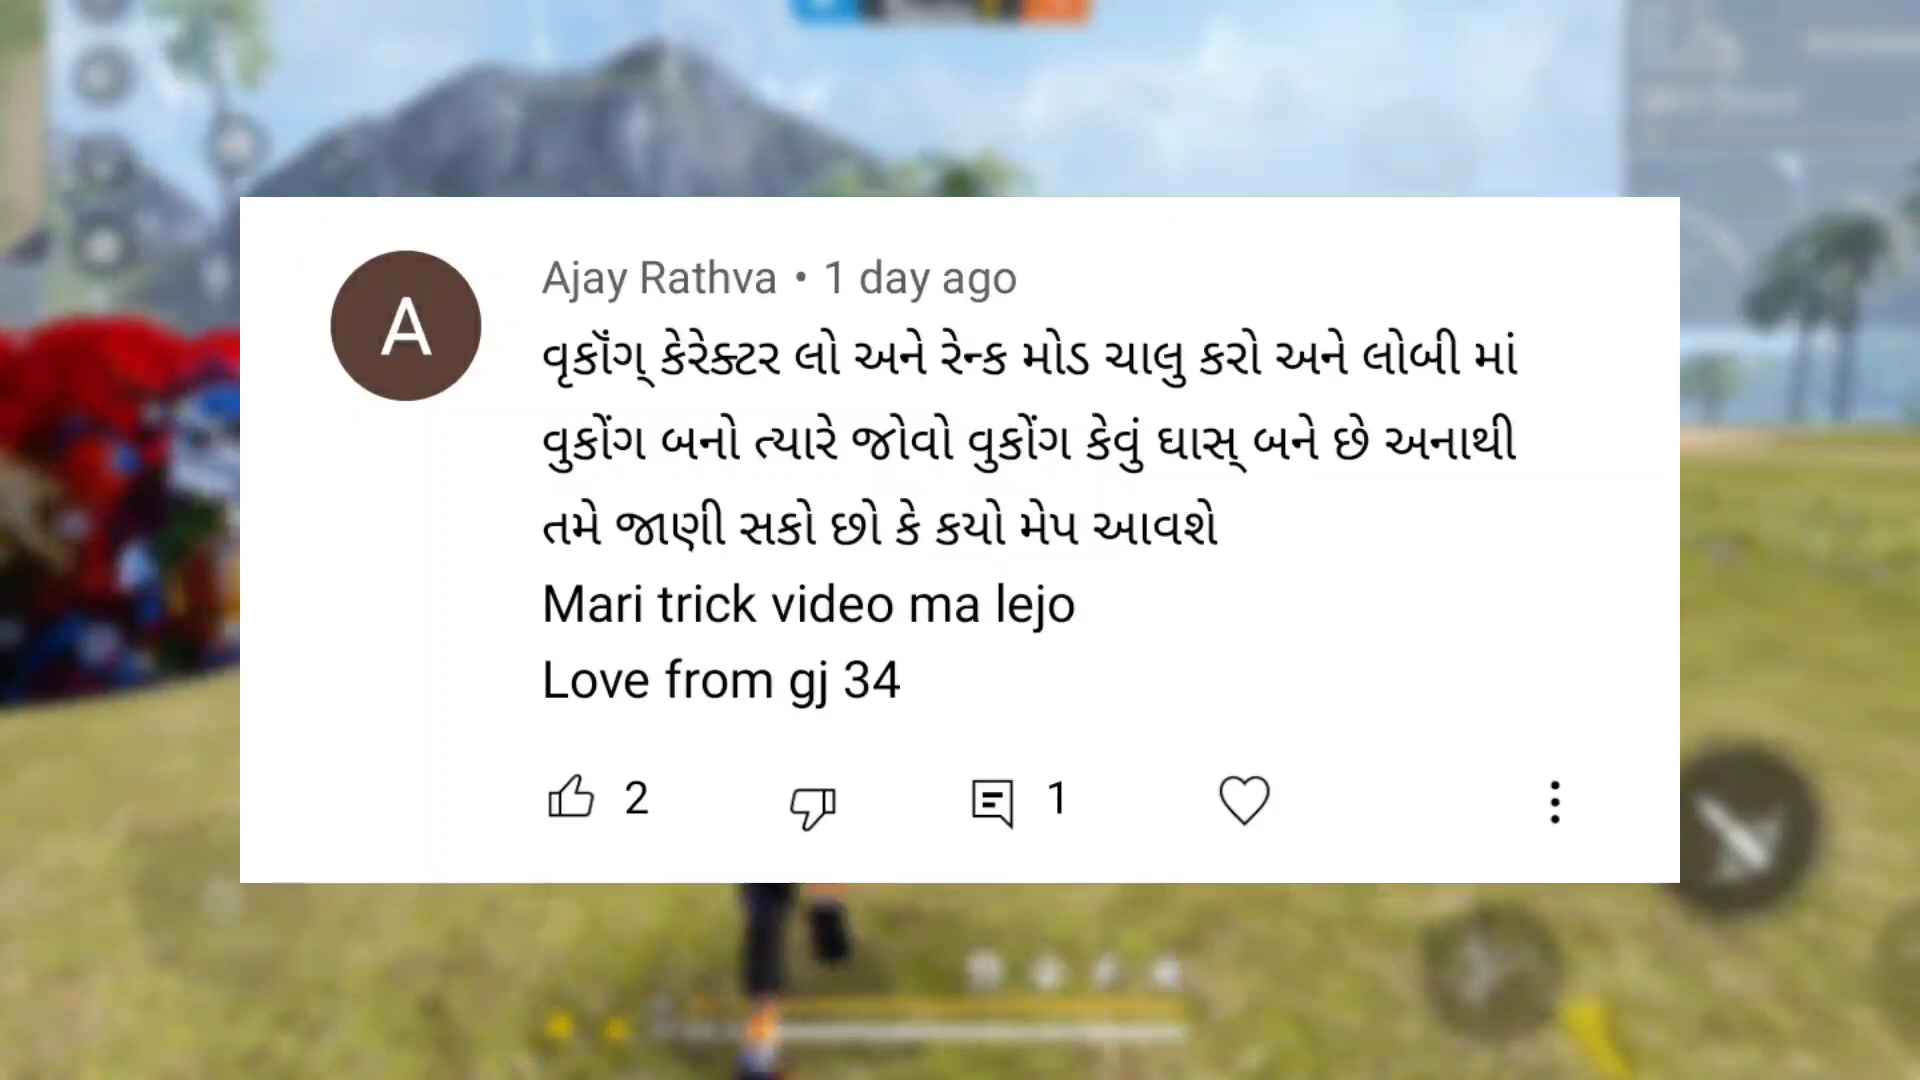 A
Ajay Rathva • 1 day ago
વૃકૉંગ્ કેરેક્ટર લો અને રેન્ક મોડ ચાલુ કરો અને લોબી માં
વુકોંગ બનો ત્યારે જોવો વુકોંગ કેવું ઘાસ્ બને છે અનાથી
તમે જાણી સકો છો કે કયો મેપ આવશે
Mari trick video ma lejo
Love from gj 34
2
1